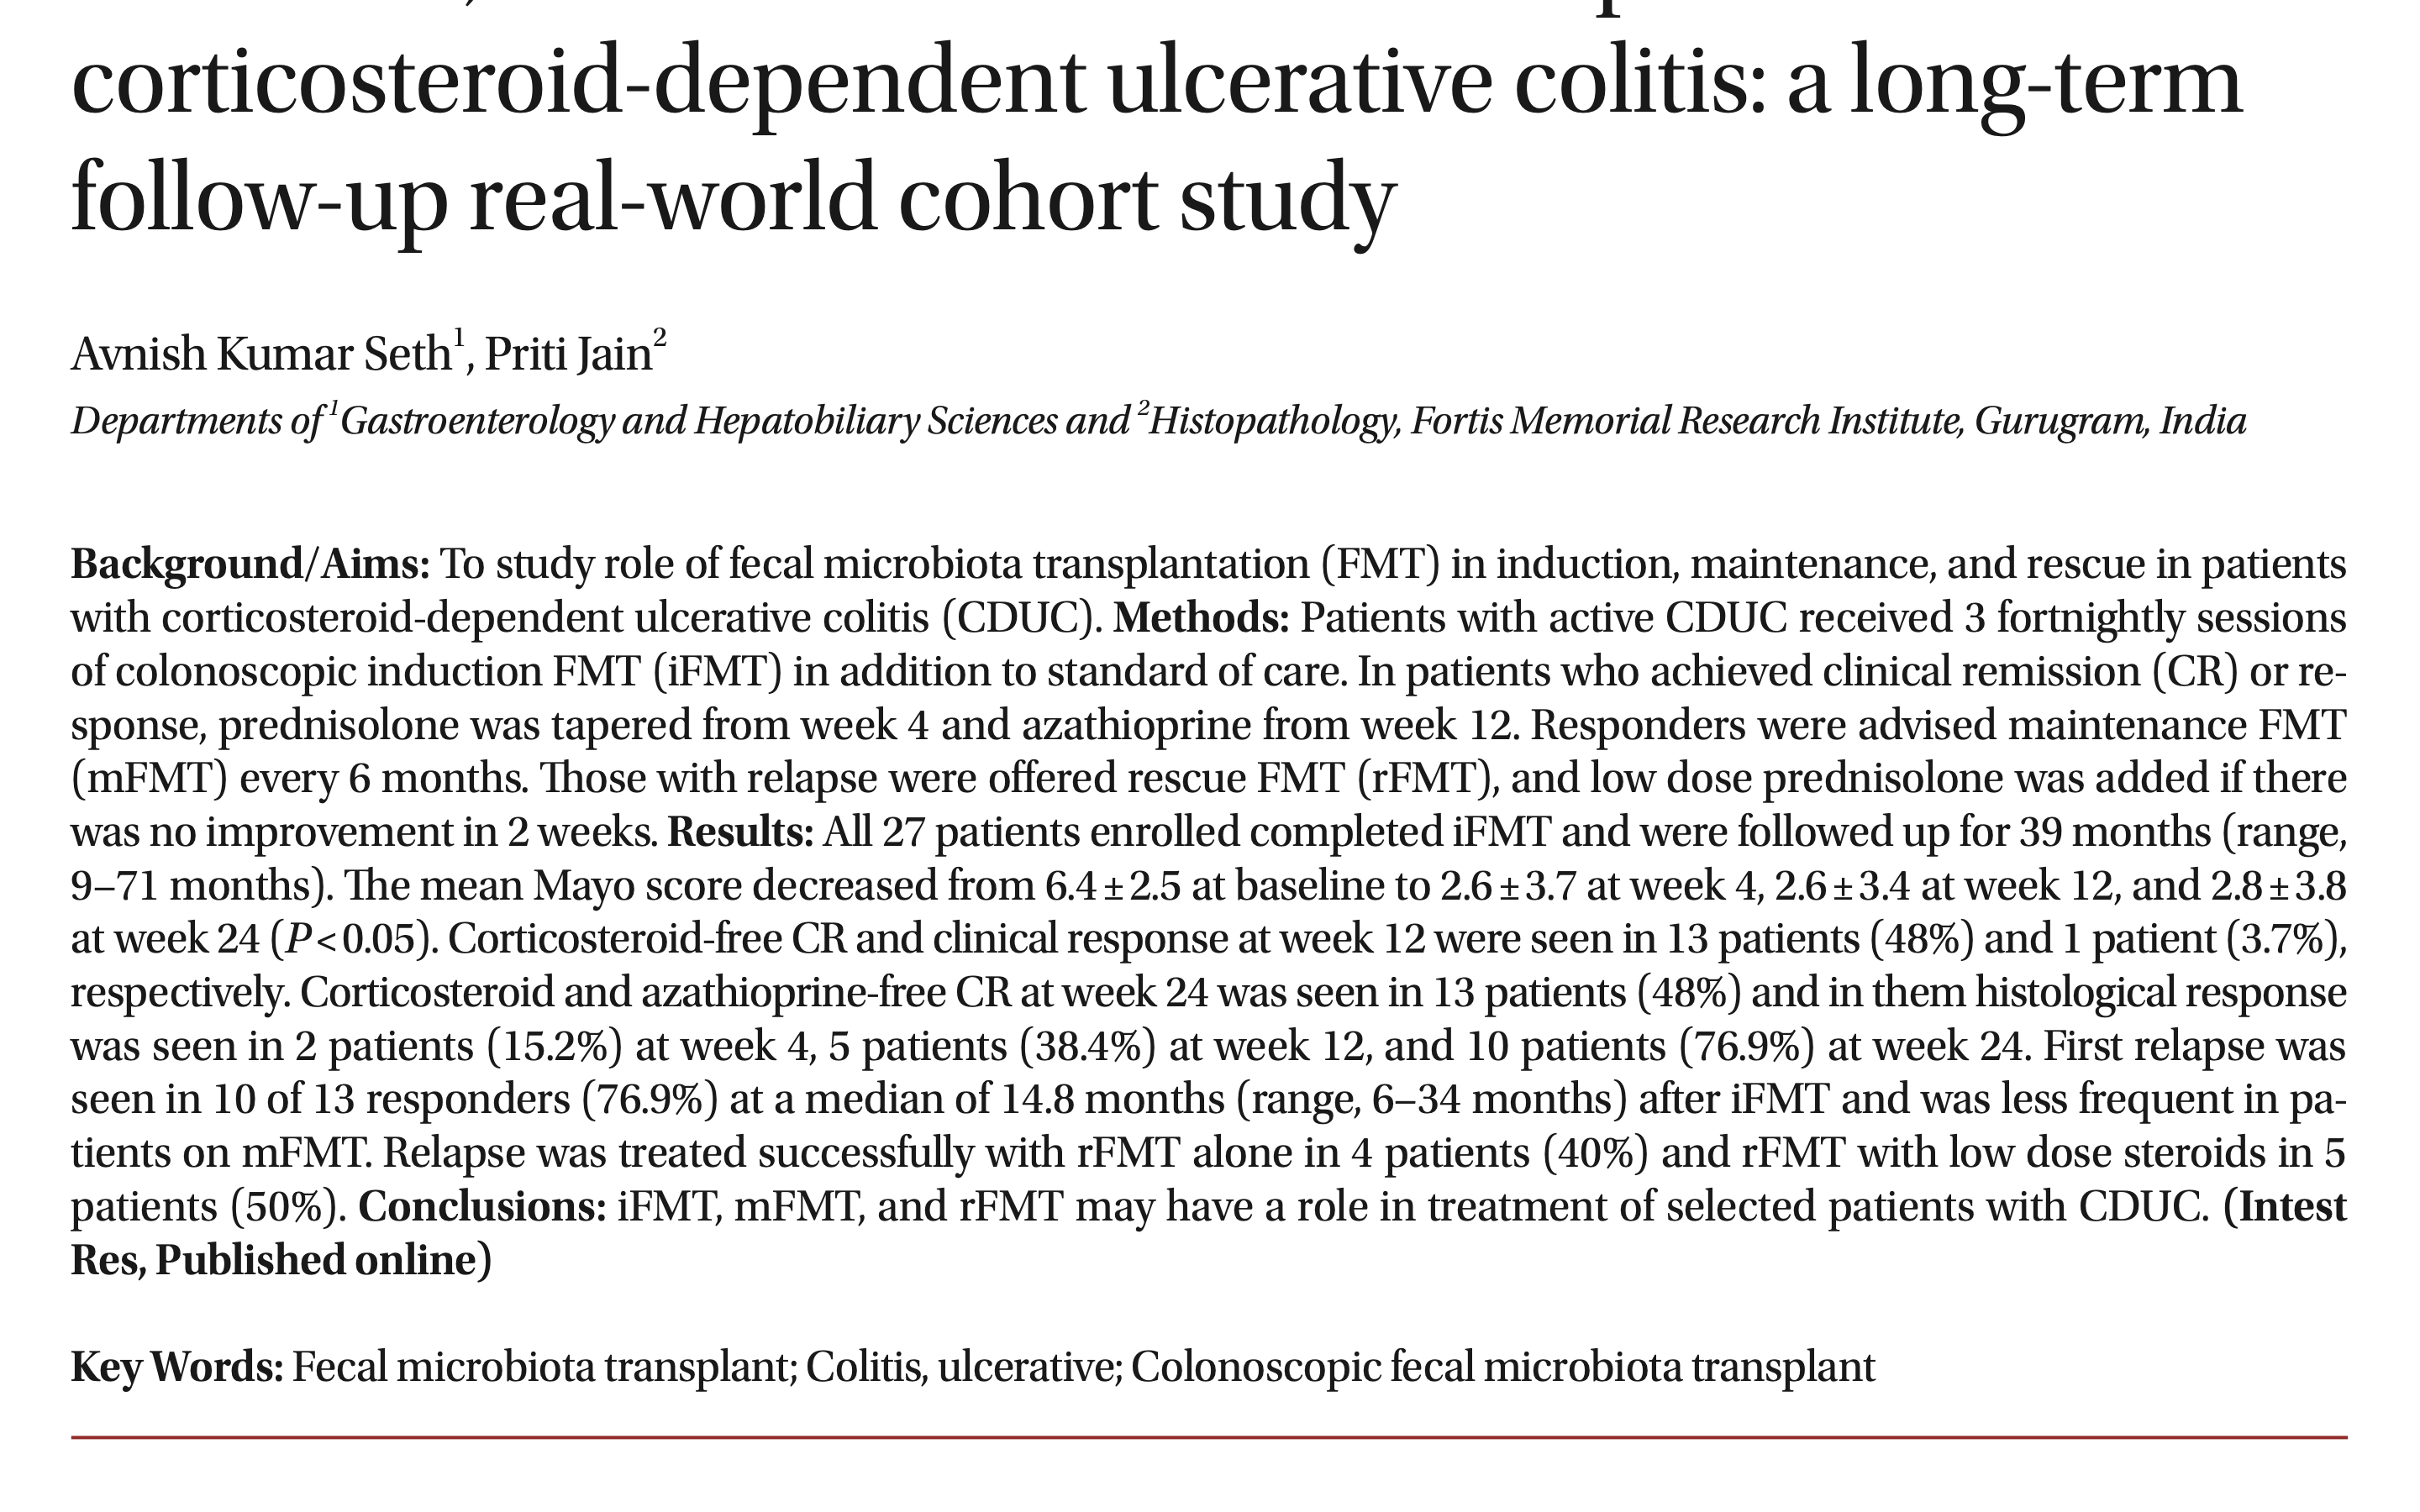 corticosteroid-dependent ulcerative colitis: a long-term
follow-up real-world cohort study
Avnish Kumar Seth1, Priti Jain2
Departments of 1Gastroenterology and Hepatobiliary Sciences and 2Histopathology, Fortis Memorial Research Institute, Gurugram, India
Background/Aims: To study role of fecal microbiota transplantation (FMT) in induction, maintenance, and rescue in patients
with corticosteroid-dependent ulcerative colitis (CDUC). Methods: Patients with active CDUC received 3 fortnightly sessions
of colonoscopic induction FMT (iFMT) in addition to standard of care. In patients who achieved clinical remission (CR) or re-
sponse, prednisolone was tapered from week 4 and azathioprine from week 12. Responders were advised maintenance FMT
(mFMT) every 6 months. Those with relapse were offered rescue FMT (rFMT), and low dose prednisolone was added if there
was no improvement in 2 weeks. Results: All 27 patients enrolled completed iFMT and were followed up for 39 months (range,
9–71 months). The mean Mayo score decreased from 6.4±2.5 at baseline to 2.6±3.7 at week 4, 2.6±3.4 at week 12, and 2.8±3.8
at week 24 (P<0.05). Corticosteroid-free CR and clinical response at week 12 were seen in 13 patients (48%) and 1 patient (3.7%),
respectively. Corticosteroid and azathioprine-free CR at week 24 was seen in 13 patients (48%) and in them histological response
was seen in 2 patients (15.2%) at week 4, 5 patients (38.4%) at week 12, and 10 patients (76.9%) at week 24. First relapse was
seen in 10 of 13 responders (76.9%) at a median of 14.8 months (range, 6–34 months) after iFMT and was less frequent in pa-
tients on mFMT. Relapse was treated successfully with rFMT alone in 4 patients (40%) and rFMT with low dose steroids in 5
patients (50%). Conclusions: iFMT, mFMT, and rFMT may have a role in treatment of selected patients with CDUC. (Intest
Res, Published online)
Key Words: Fecal microbiota transplant; Colitis, ulcerative; Colonoscopic fecal microbiota transplant